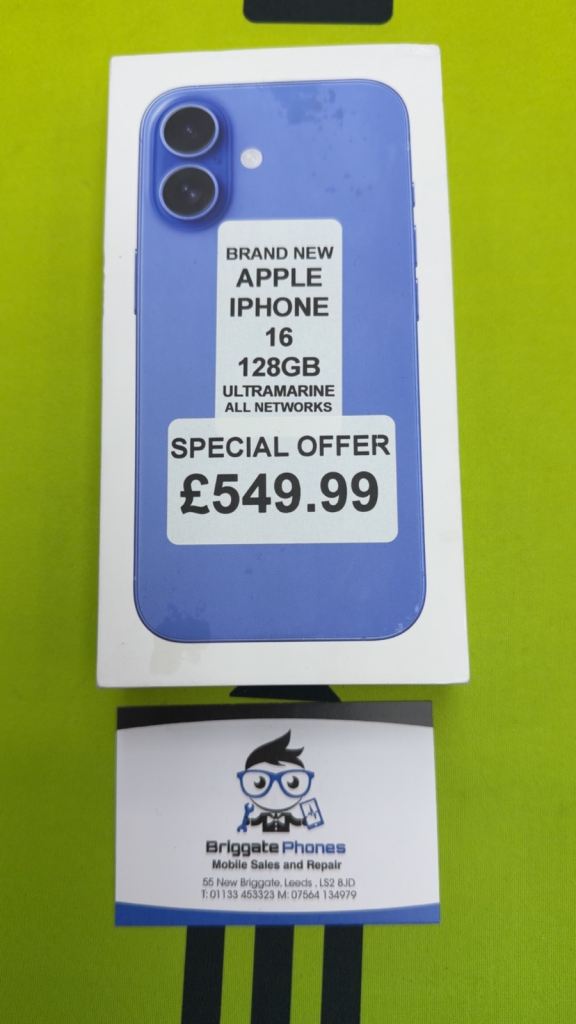 BRAND NEW
APPLE
IPHONE
16
128GB
ULTRAMARINE
ALL NETWORKS
SPECIAL OFFER
£549.99
Briggate Phones
Mobile Sales and Repair
55 New Briggate, Leeds . LS2 8JD
T: 01133 453323 M: 07564 134979